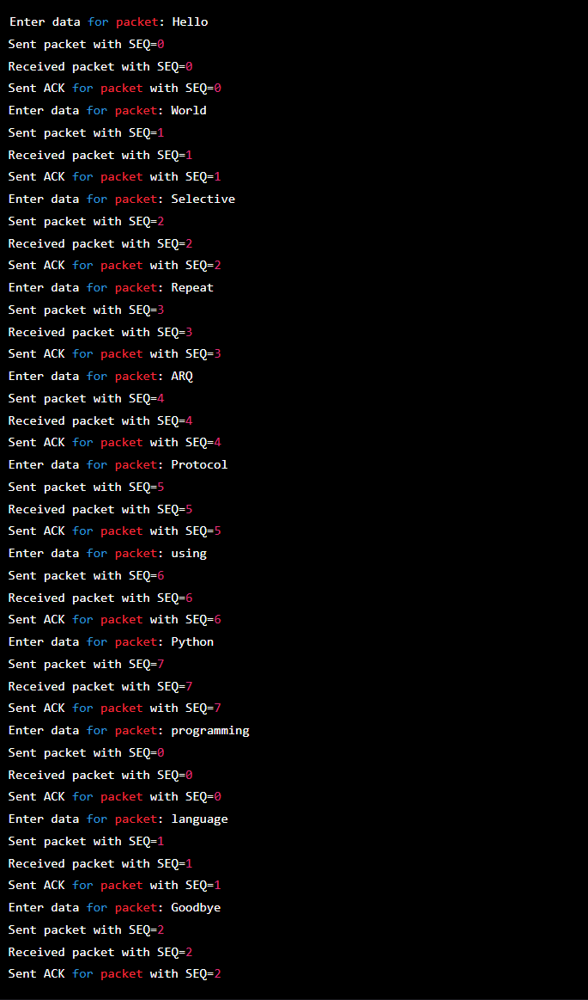 Enter data for packet: Hello
Sent packet with SEQ=0
Received packet with SEQ=0
Sent ACK for packet with SEQ=0
Enter data for packet: World
Sent packet with SEQ=1
Received packet with SEQ=1
Sent ACK for packet with SEQ=1
Enter data for packet: Selective
Sent packet with SEQ=2
Received packet with SEQ=2
Sent ACK for packet with SEQ=2
Enter data for packet: Repeat
Sent packet with SEQ=3
Received packet with SEQ=3
Sent ACK for packet with SEQ=3
Enter data for packet: ARQ
Sent packet with SEQ=4
Received packet with SEQ=4
Sent ACK for packet with SEQ=4
Enter data for packet: Protocol
Sent packet with SEQ=5
Received packet with SEQ=5
Sent ACK for packet with SEQ=5
Enter data for packet: using
Sent packet with SEQ=6
Received packet with SEQ=6
Sent ACK for packet with SEQ=6
Enter data for packet: Python
Sent packet with SEQ=7
Received packet with SEQ=7
Sent ACK for packet with SEQ=7
Enter data for packet: programming
Sent packet with SEQ=0
Received packet with SEQ=0
Sent ACK for packet with SEQ=0
Enter data for packet: language
Sent packet with SEQ=1
Received packet with SEQ=1
Sent ACK for packet with SEQ=1
Enter data for packet: Goodbye
Sent packet with SEQ=2
Received packet with SEQ=2
Sent ACK for packet with SEQ=2